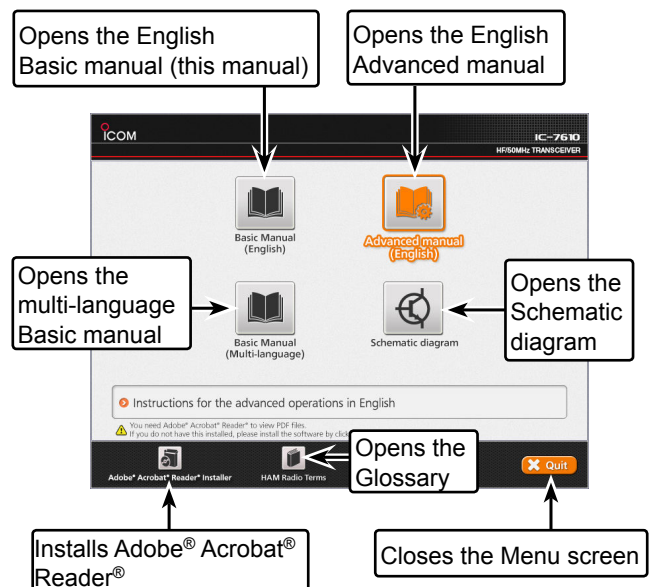 Opens the English
Basic manual (this manual)
Opens the English
Advanced manual
ICOM
IC-7610
HF/50MHz TRANSCEIVER
Basic Manual
(English)
Advanced manual
(English)
Opens the
multi-language
Basic manual
Basic Manual
(Multi-language)
Schematic diagram
Opens the
Schematic
diagram
Instructions for the advanced operations in English
You need Adobe® Acrobat® Reader® to view PDF files.
If you do not have this installed, please install the software by
Opens the
Glossary
Adobe® Acrobat® Reader® Installer
HAM Radio Terms
Quit
Installs Adobe® Acrobat®
Reader®
Closes the Menu screen